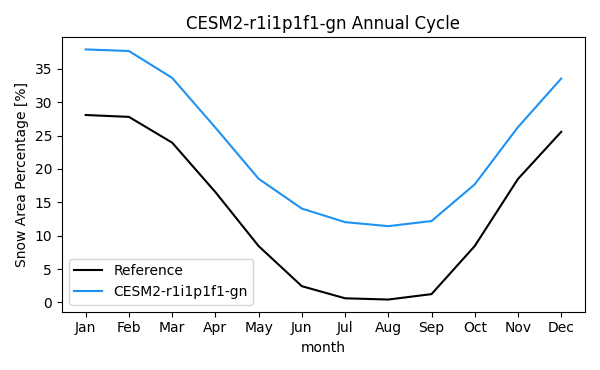 CESM2-r1i1p1f1-gn Annual Cycle
Snow Area Percentage [%]
35
30
25
20
15
10
5
0
Reference
CESM2-r1i1p1f1-gn
Jan Feb Mar Apr May Jun Jul Aug Sep Oct Nov Dec
month